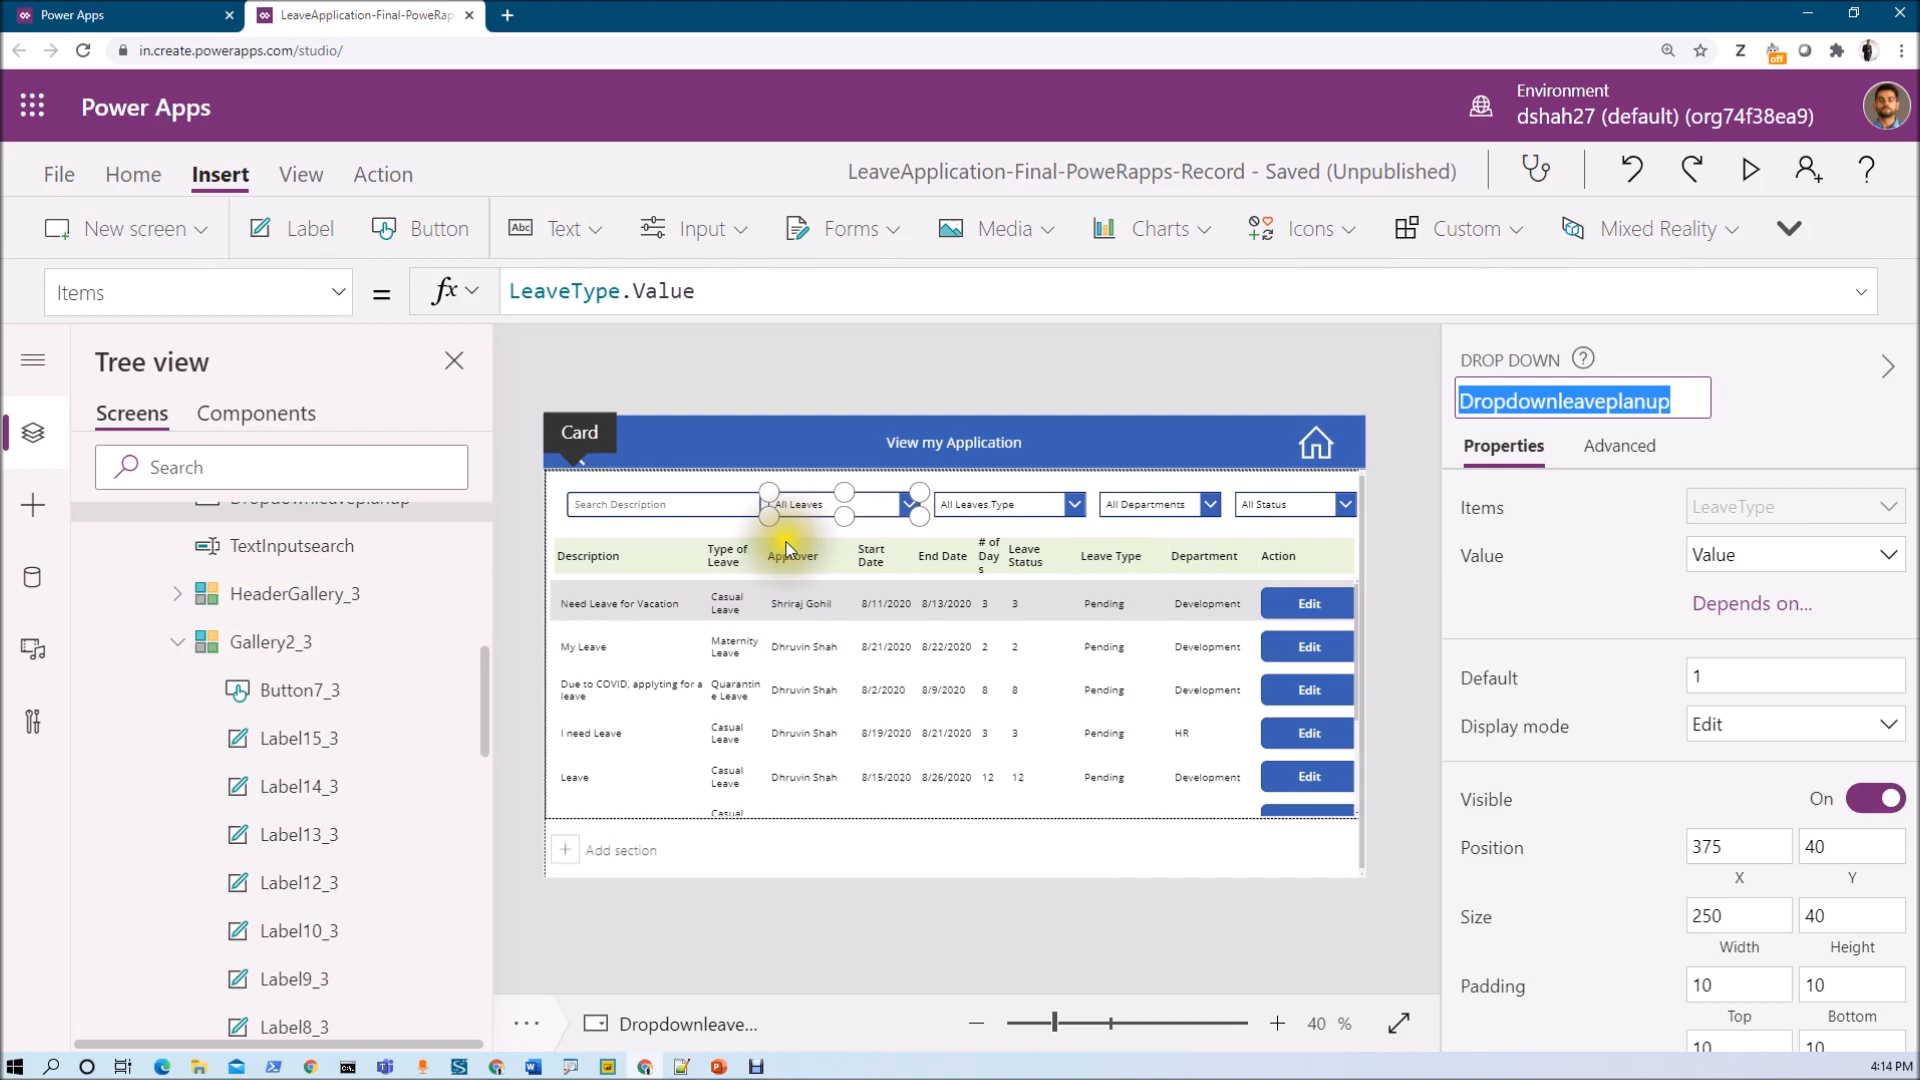 Power Apps
LeaveApplication-Final-PoweRap
in.create.powerapps.com/studio/
Z
off
Power Apps
Environment
dshah27 (default) (org74f38ea9)
File Home Insert View Action
LeaveApplication-Final-PoweRapps-Record - Saved (Unpublished)
New screen Label Button Abc Text Input Forms Media Charts Icons Custom Mixed Reality
Items = fx LeaveType.Value
Tree view
Screens Components
Search
Dropdownleaveplanup
TextInputsearch
HeaderGallery_3
Gallery2_3
Button7_3
Label15_3
Label14_3
Label13_3
Label12_3
Label10_3
Label9_3
Label8_3
Card
View my Application
Search Description All Leaves All Leaves Type All Departments All Status
Description Type of Leave Approver Start Date End Date # of Day s Leave Status Leave Type Department Action
Need Leave for Vacation Casual Leave Shriraj Gohil 8/11/2020 8/13/2020 3 3 Pending Development Edit
My Leave Maternity Leave Dhruvin Shah 8/21/2020 8/22/2020 2 2 Pending Development Edit
Due to COVID, applyting for a leave Quarantin e Leave Dhruvin Shah 8/2/2020 8/9/2020 8 8 Pending Development Edit
I need Leave Casual Leave Dhruvin Shah 8/19/2020 8/21/2020 3 3 Pending HR Edit
Leave Casual Leave Dhruvin Shah 8/15/2020 8/26/2020 12 12 Pending Development Edit
Casual
Add section
Dropdownleave...
40 %
DROP DOWN
Dropdownleaveplanup
Properties Advanced
Items LeaveType
Value Value
Depends on...
Default 1
Display mode Edit
Visible On
Position 375 40
X Y
Size 250 40
Width Height
Padding 10 10
Top Bottom
10 10
4:14 PM